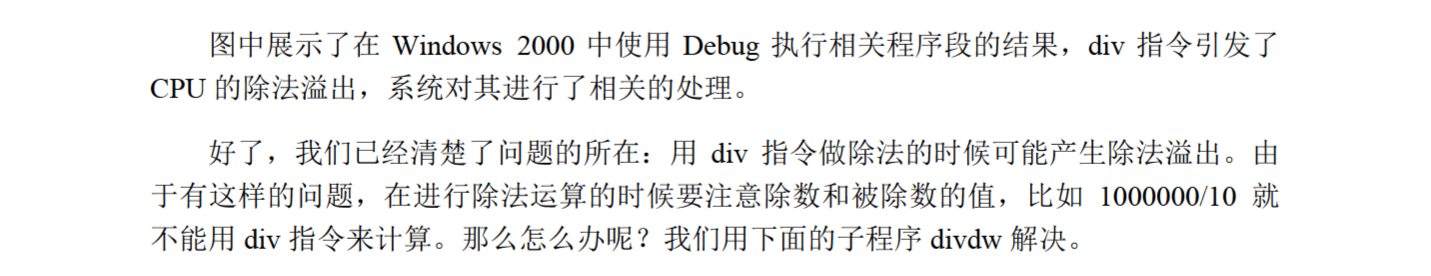 图中展示了在 Windows 2000 中使用 Debug 执行相关程序段的结果，div 指令引发了
CPU 的除法溢出，系统对其进行了相关的处理。
好了，我们已经清楚了问题的所在：用 div 指令做除法的时候可能产生除法溢出。由
于有这样的问题，在进行除法运算的时候要注意除数和被除数的值，比如 1000000/10 就
不能用 div 指令来计算。那么怎么办呢？我们用下面的子程序 divdw 解决。